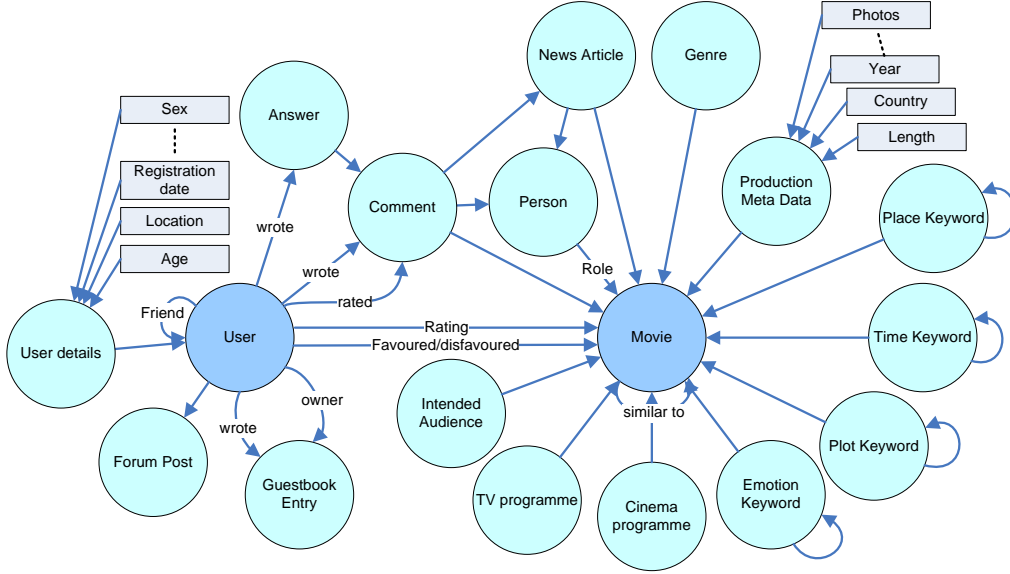 Photos
News Article
Genre
Year
Sex
Country
Answer
Length
Registration
date
Production
Meta Data
Comment
Person
Place Keyword
Location
wrote
Age
wrote
Role
rated
Friend
User
Rating
Movie
Time Keyword
User details
Favoured/disfavoured
Intended
Audience
owner
similar to
wrote
Plot Keyword
Forum Post
Guestbook
Entry
TV programme
Cinema
programme
Emotion
Keyword